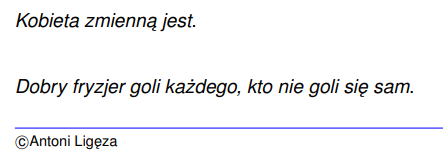 Kobieta zmienną jest.
Dobry fryzjer goli każdego, kto nie goli się sam.
©Antoni Ligęza